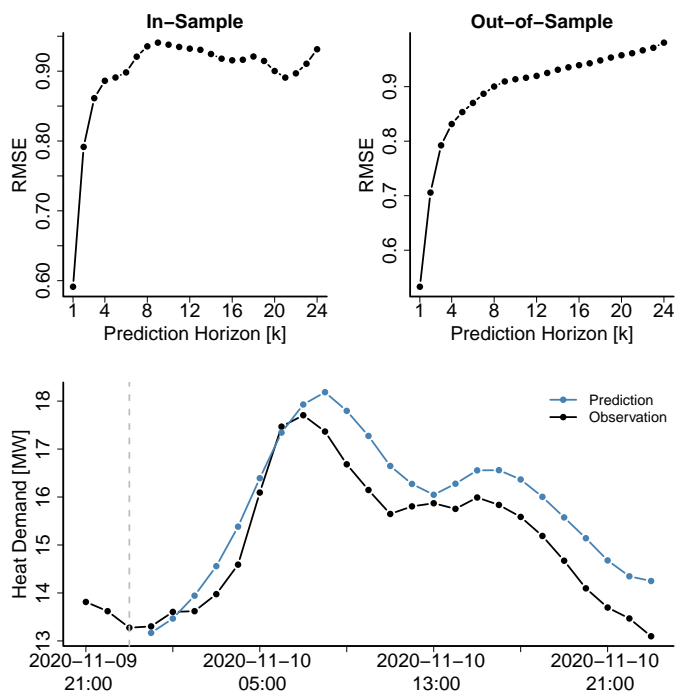 In−Sample
Out−of−Sample
RMSE
0.60 0.70 0.80 0.90
1 4 8 12 16 20 24
Prediction Horizon [k]
RMSE
0.6 0.7 0.8 0.9
1 4 8 12 16 20 24
Prediction Horizon [k]
Heat Demand [MW]
13 14 15 16 17 18
Prediction
Observation
2020−11−09 2020−11−10 2020−11−10 2020−11−10
21:00 05:00 13:00 21:00